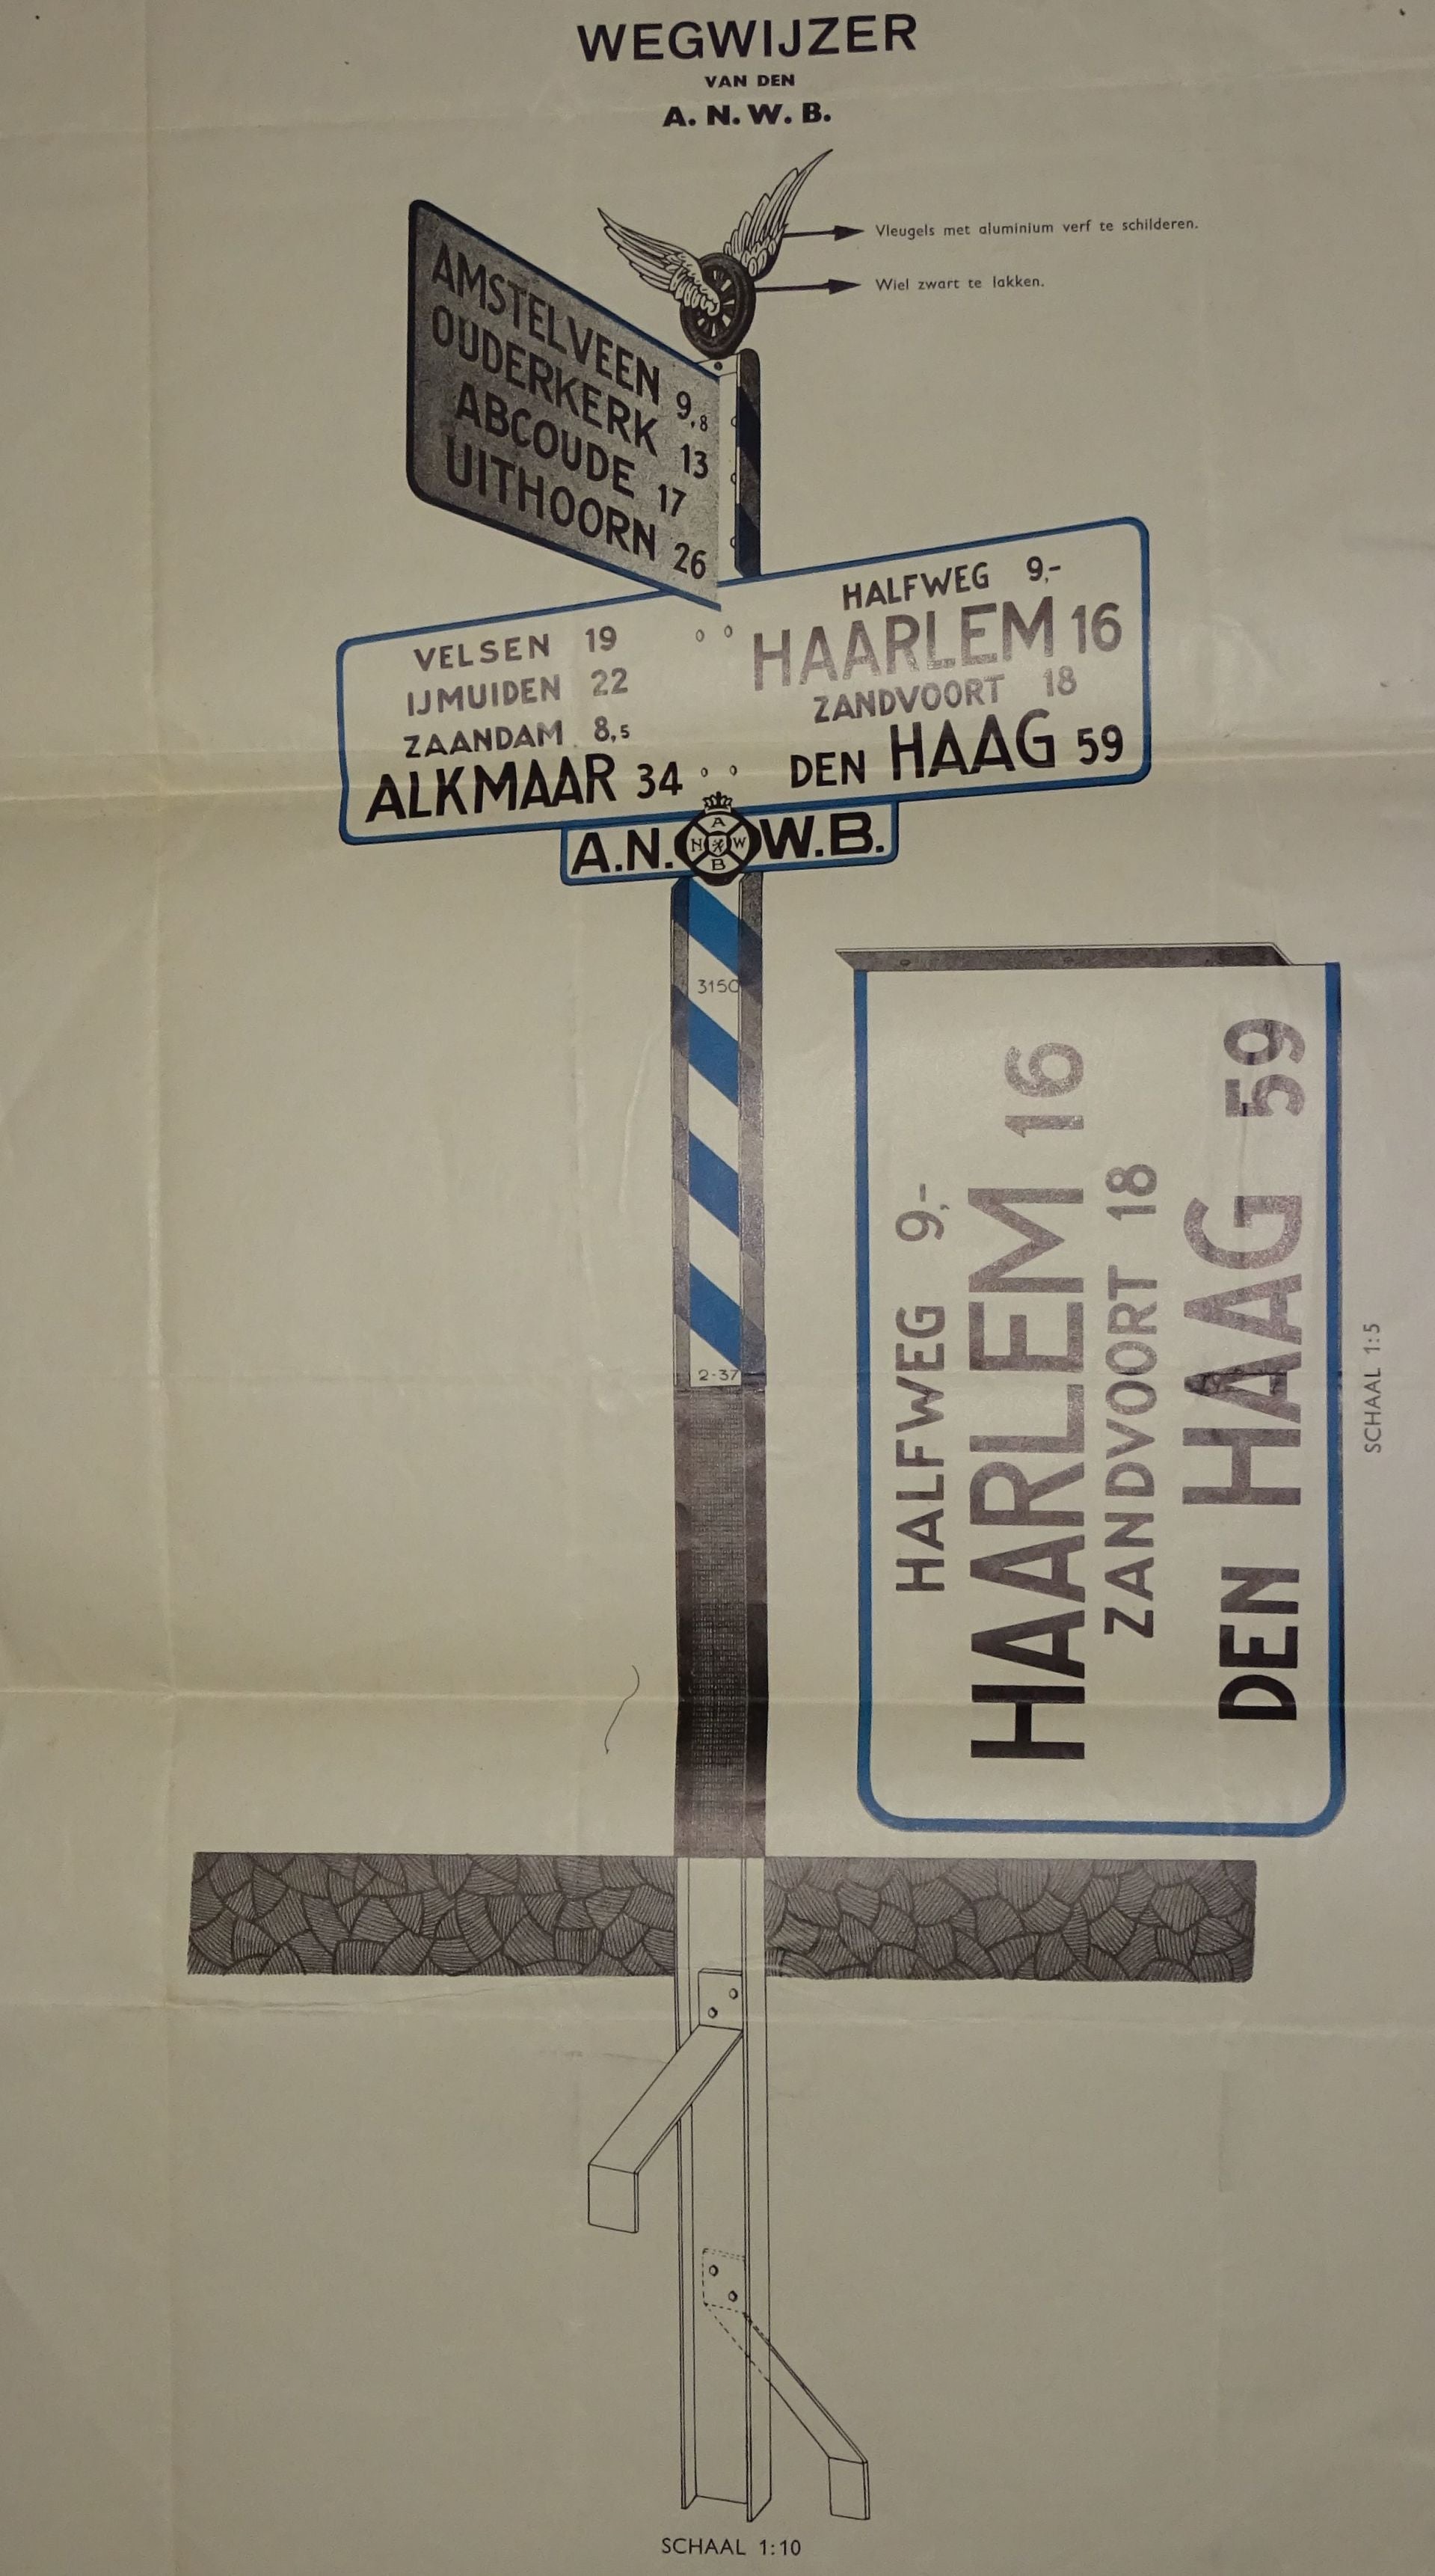 WEGWIJZER
VAN DEN
A. N. W. B.
Vleugels met aluminium verf te schilderen.
Wiel zwart te lakken.
AMSTELVEEN 9,8
OUDERKERK 13
ABCOUDE 17
UITHOORN 26
VELSEN 19
IJMUIDEN 22
ZAANDAM 8,5
ALKMAAR 34
HALFWEG 9,-
HAARLEM 16
ZANDVOORT 18
DEN HAAG 59
A.N. W.B.
A
N W
B
3150
2-37
HALFWEG 9,-
HAARLEM 16
ZANDVOORT 18
DEN HAAG 59
SCHAAL 1:5
SCHAAL 1:10